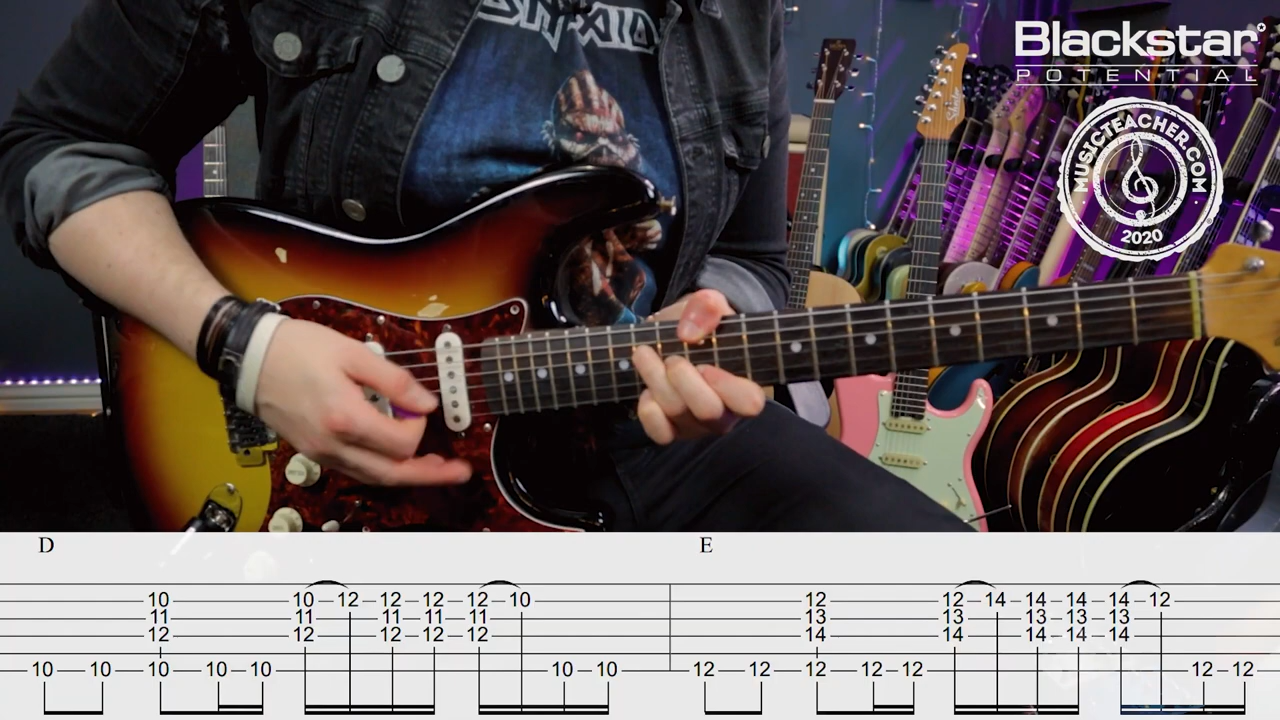 Blackstar
POTENTIAL
MUSICTEACHER.COM
2020
D E
10 12 12 12 12 10 12 14 14 14 14 12
10 11 11 11 11 12 13 13 13 13
11 12 12 12 12 13 14 14 14 14
12 14
10 10 10 10 10 10 10 12 12 12 12 12 12 12